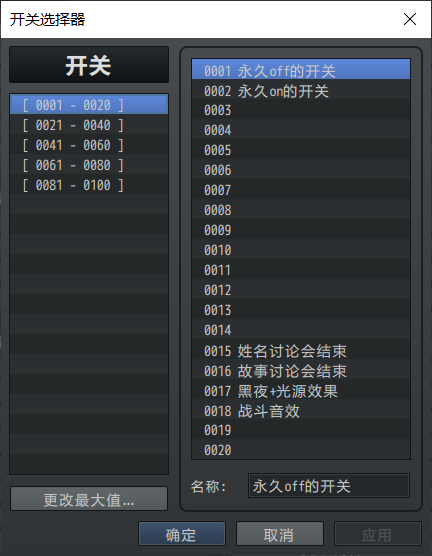 开关选择器
开关
[ 0001 - 0020 ]
[ 0021 - 0040 ]
[ 0041 - 0060 ]
[ 0061 - 0080 ]
[ 0081 - 0100 ]
更改最大值…
0001 永久off的开关
0002 永久on的开关
0003
0004
0005
0006
0007
0008
0009
0010
0011
0012
0013
0014
0015 姓名讨论会结束
0016 故事讨论会结束
0017 黑夜+光源效果
0018 战斗音效
0019
0020
名称: 永久off的开关
确定 取消 应用